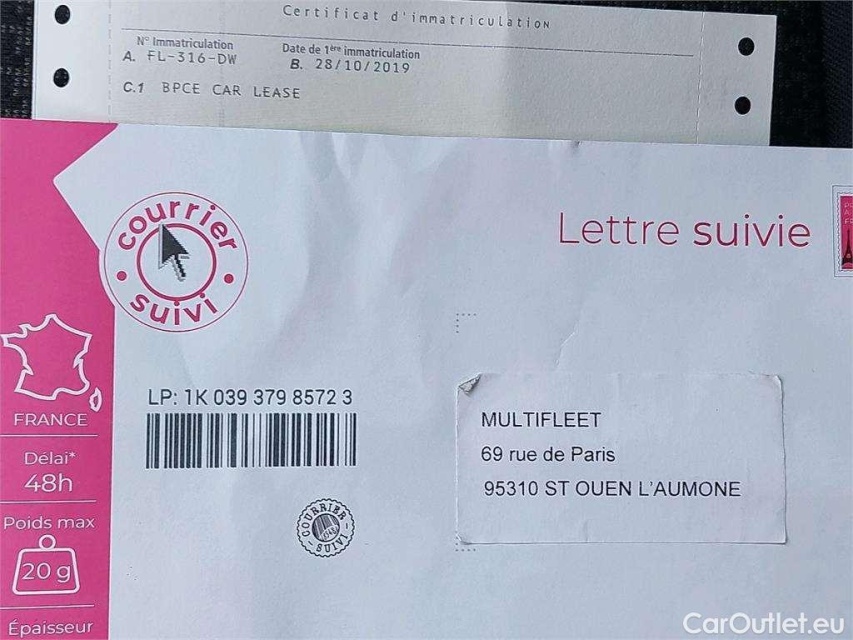 Certificat d'immatriculation
N° Immatriculation
A. FL-316-DW
Date de 1ère immatriculation
B. 28/10/2019
C.1 BPCE CAR LEASE
courrier
suivi
Lettre suivie
FRANCE
Délai*
48h
Poids max
20 g
Épaisseur
LP: 1K 039 379 8572 3
COURRIER
SUIVI
MULTIFLEET
69 rue de Paris
95310 ST OUEN L'AUMONE
CarOutlet.eu